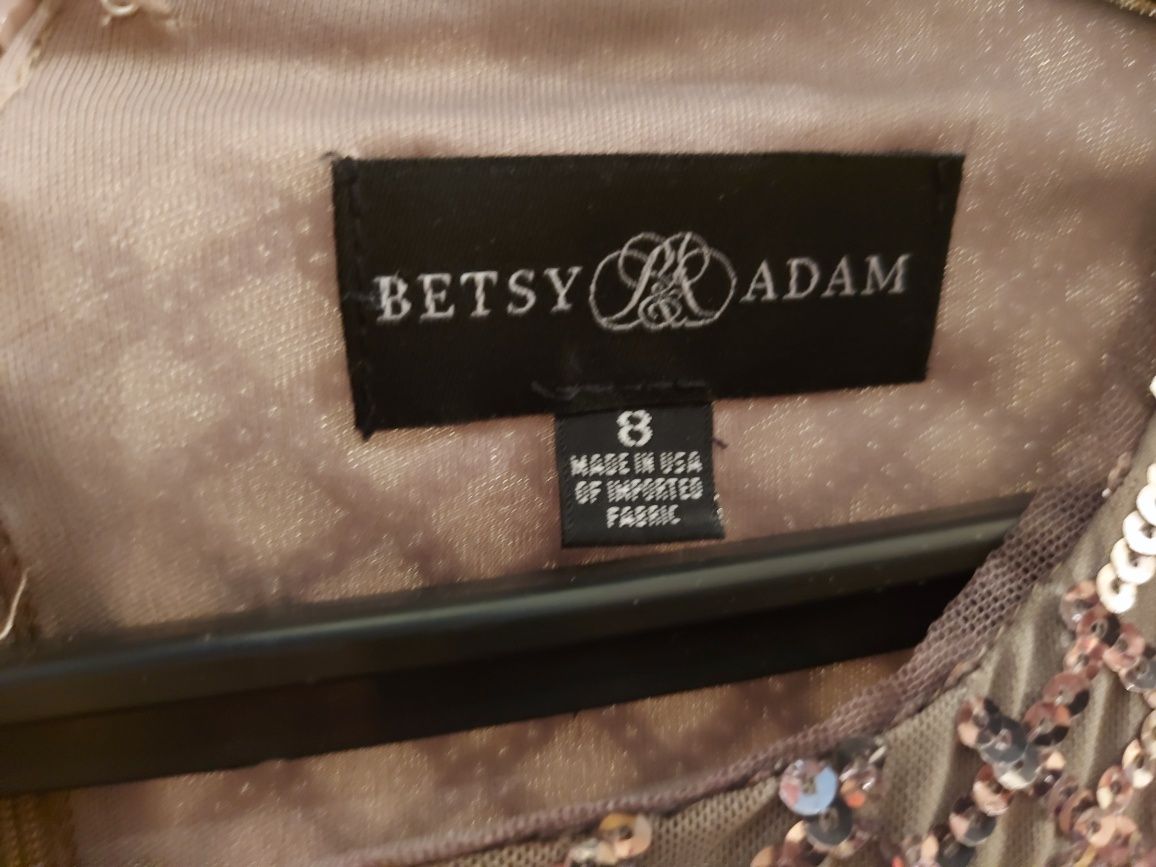 BETSY ADAM
8
MADE IN USA
OF IMPORTED
FABRIC